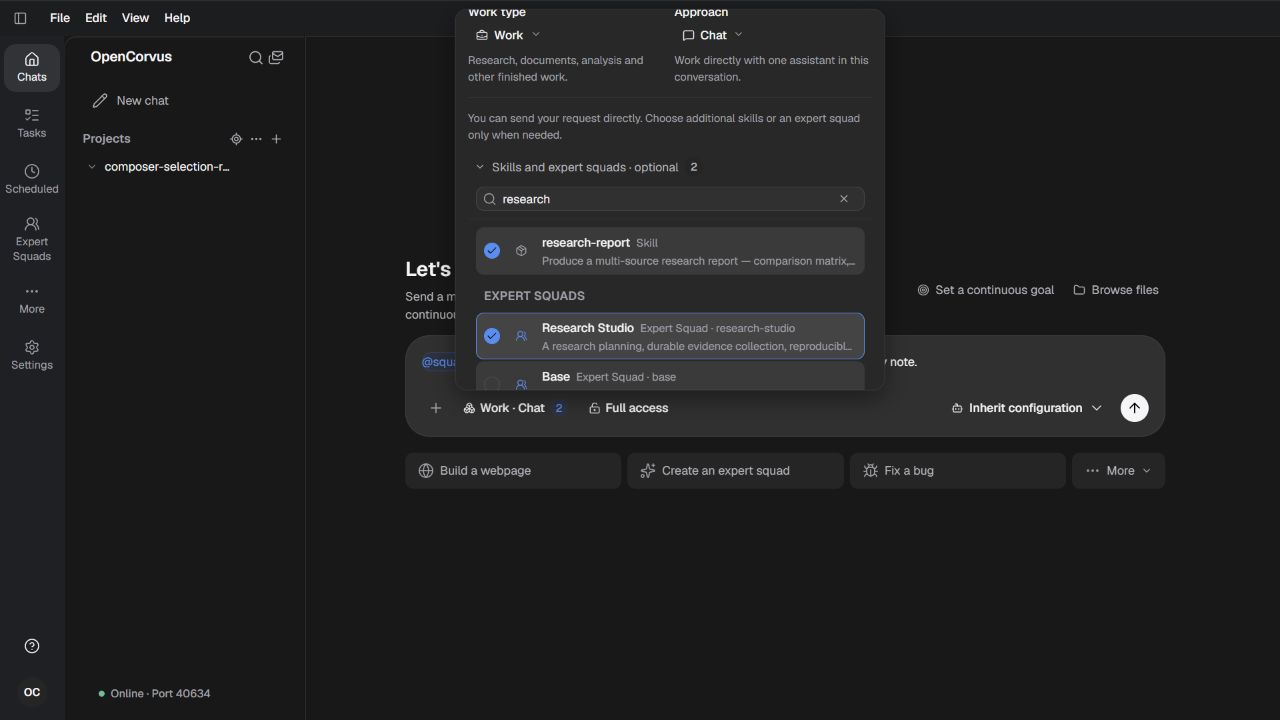 File Edit View Help
Work type
Approach
Work
Chat
Research, documents, analysis and
other finished work.
Work directly with one assistant in this
conversation.
You can send your request directly. Choose additional skills or an expert squad
only when needed.
Skills and expert squads · optional 2
research
research-report Skill
Produce a multi-source research report — comparison matrix,...
EXPERT SQUADS
Research Studio Expert Squad · research-studio
A research planning, durable evidence collection, reproducibl...
Base Expert Squad · base
Chats
Tasks
Scheduled
Expert
Squads
More
Settings
OC
OpenCorvus
New chat
Projects
composer-selection-r...
Online · Port 40634
Let's
Send a m
continuou
Set a continuous goal
Browse files
@squa
y note.
Work · Chat 2
Full access
Inherit configuration
Build a webpage
Create an expert squad
Fix a bug
More